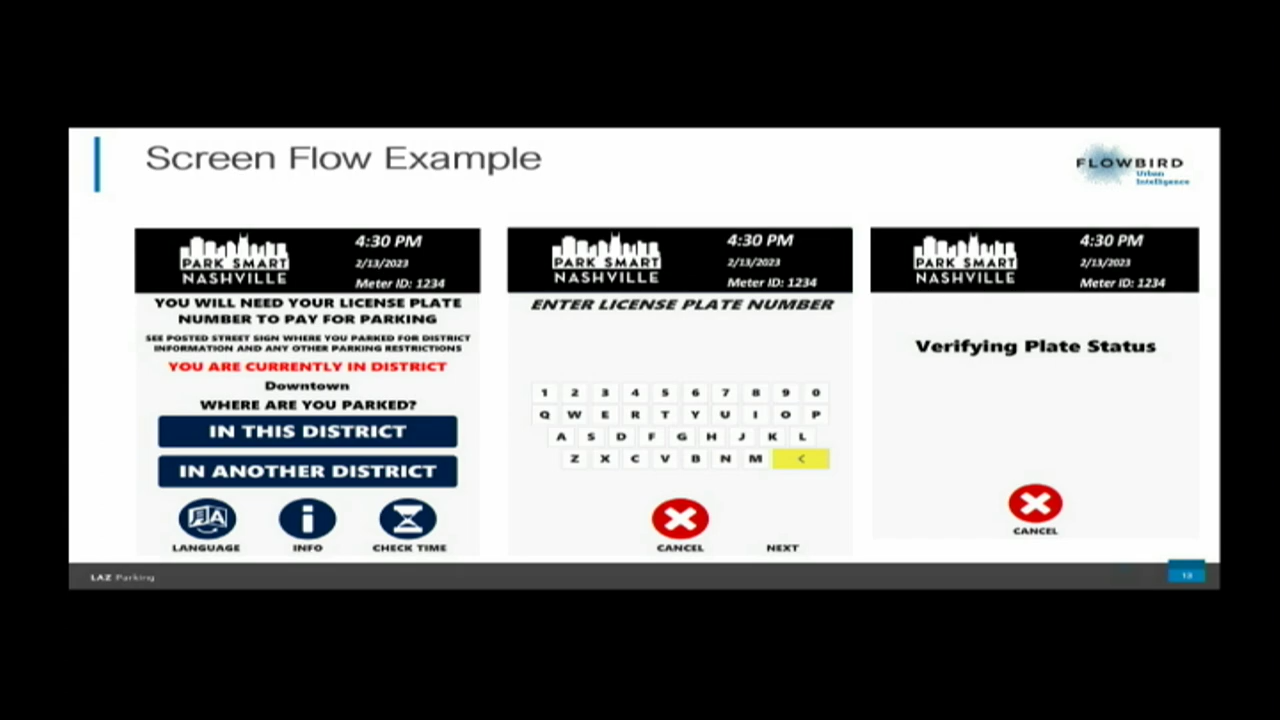 Screen Flow Example
FLOWBIRD
Urban
Intelligence
PARK SMART
NASHVILLE
4:30 PM
2/13/2023
Meter ID: 1234
YOU WILL NEED YOUR LICENSE PLATE
NUMBER TO PAY FOR PARKING
SEE POSTED STREET SIGN WHERE YOU PARKED FOR DISTRICT
INFORMATION AND ANY OTHER PARKING RESTRICTIONS
YOU ARE CURRENTLY IN DISTRICT
Downtown
WHERE ARE YOU PARKED?
IN THIS DISTRICT
IN ANOTHER DISTRICT
A
i
LANGUAGE INFO CHECK TIME
PARK SMART
NASHVILLE
4:30 PM
2/13/2023
Meter ID: 1234
ENTER LICENSE PLATE NUMBER
1 2 3 4 5 6 7 8 9 0
Q W E R T Y U I O P
A S D F G H J K L
Z X C V B N M <
CANCEL NEXT
PARK SMART
NASHVILLE
4:30 PM
2/13/2023
Meter ID: 1234
Verifying Plate Status
CANCEL
LAZ Parking
13